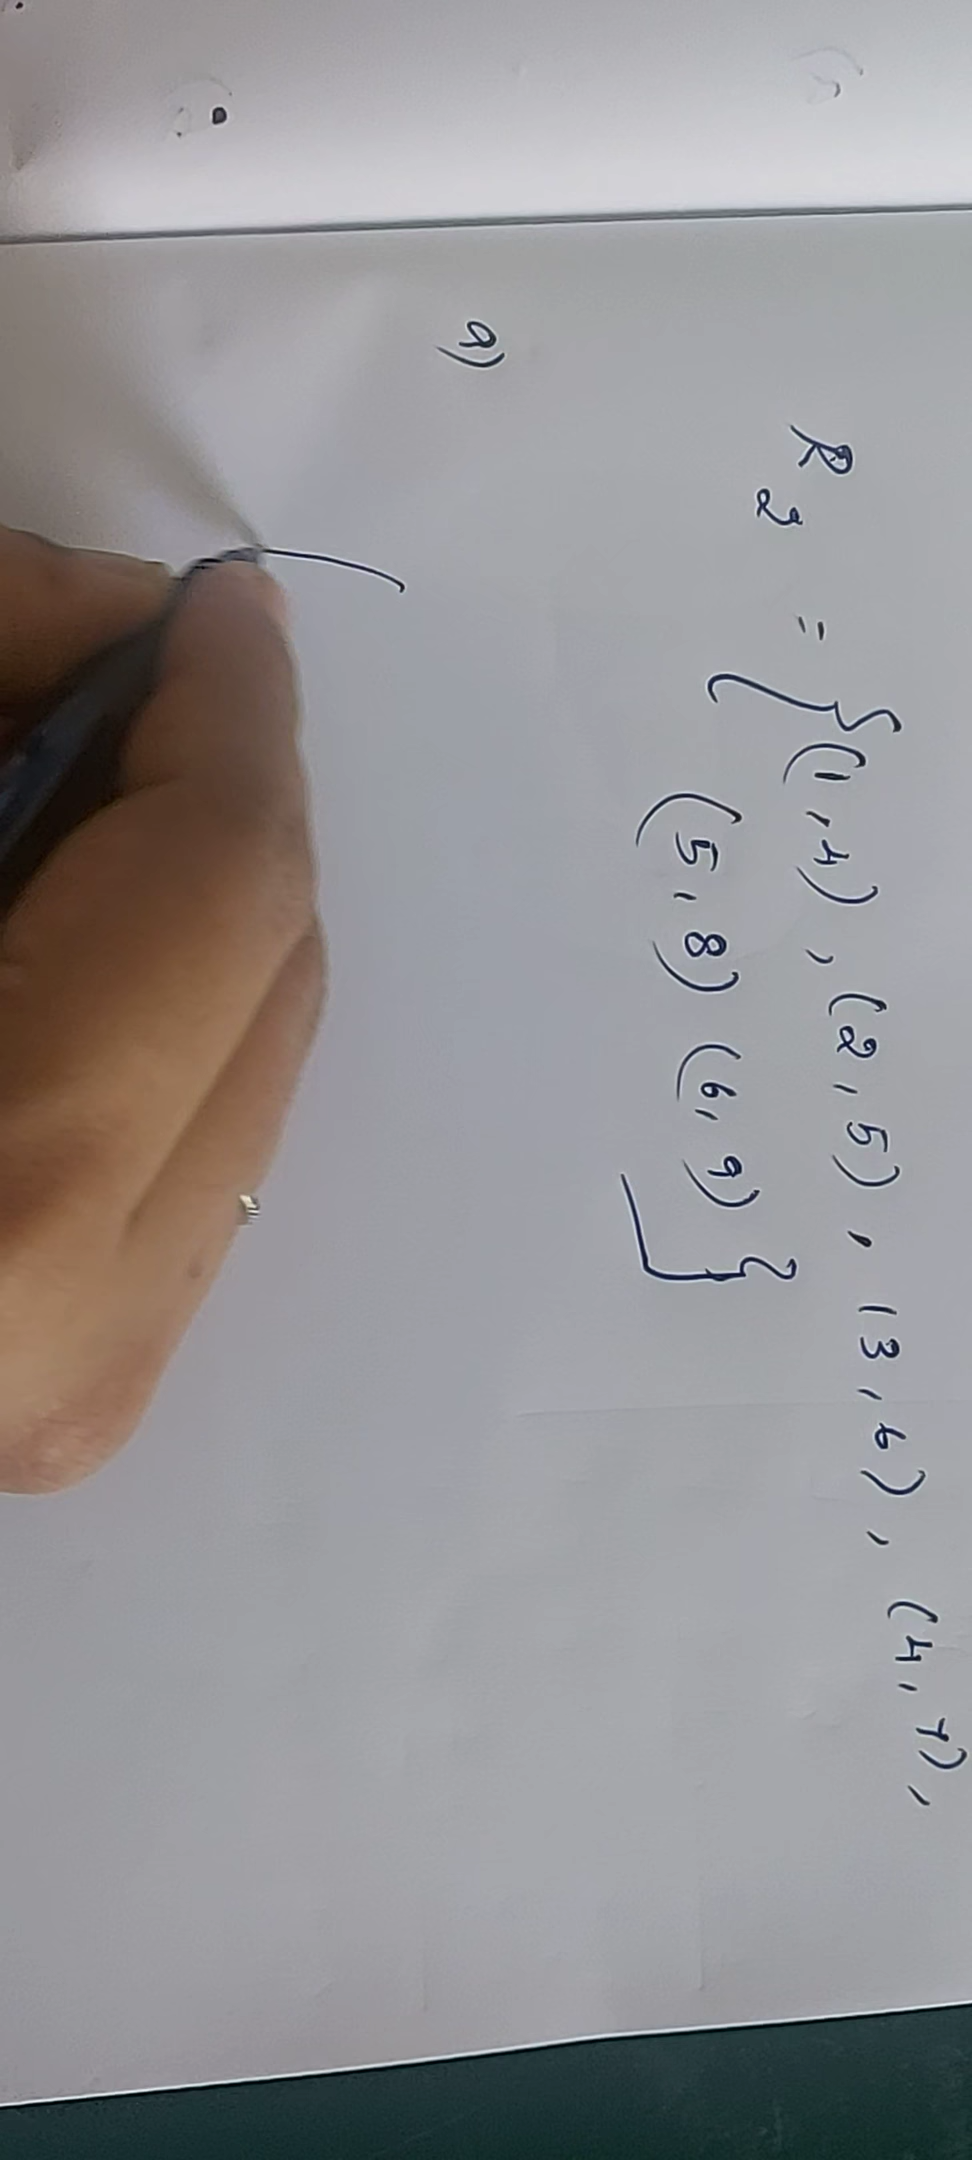 R2 = {(1,4), (2,5), (3,6), (4,7),
(5,8) (6,9)}
a)